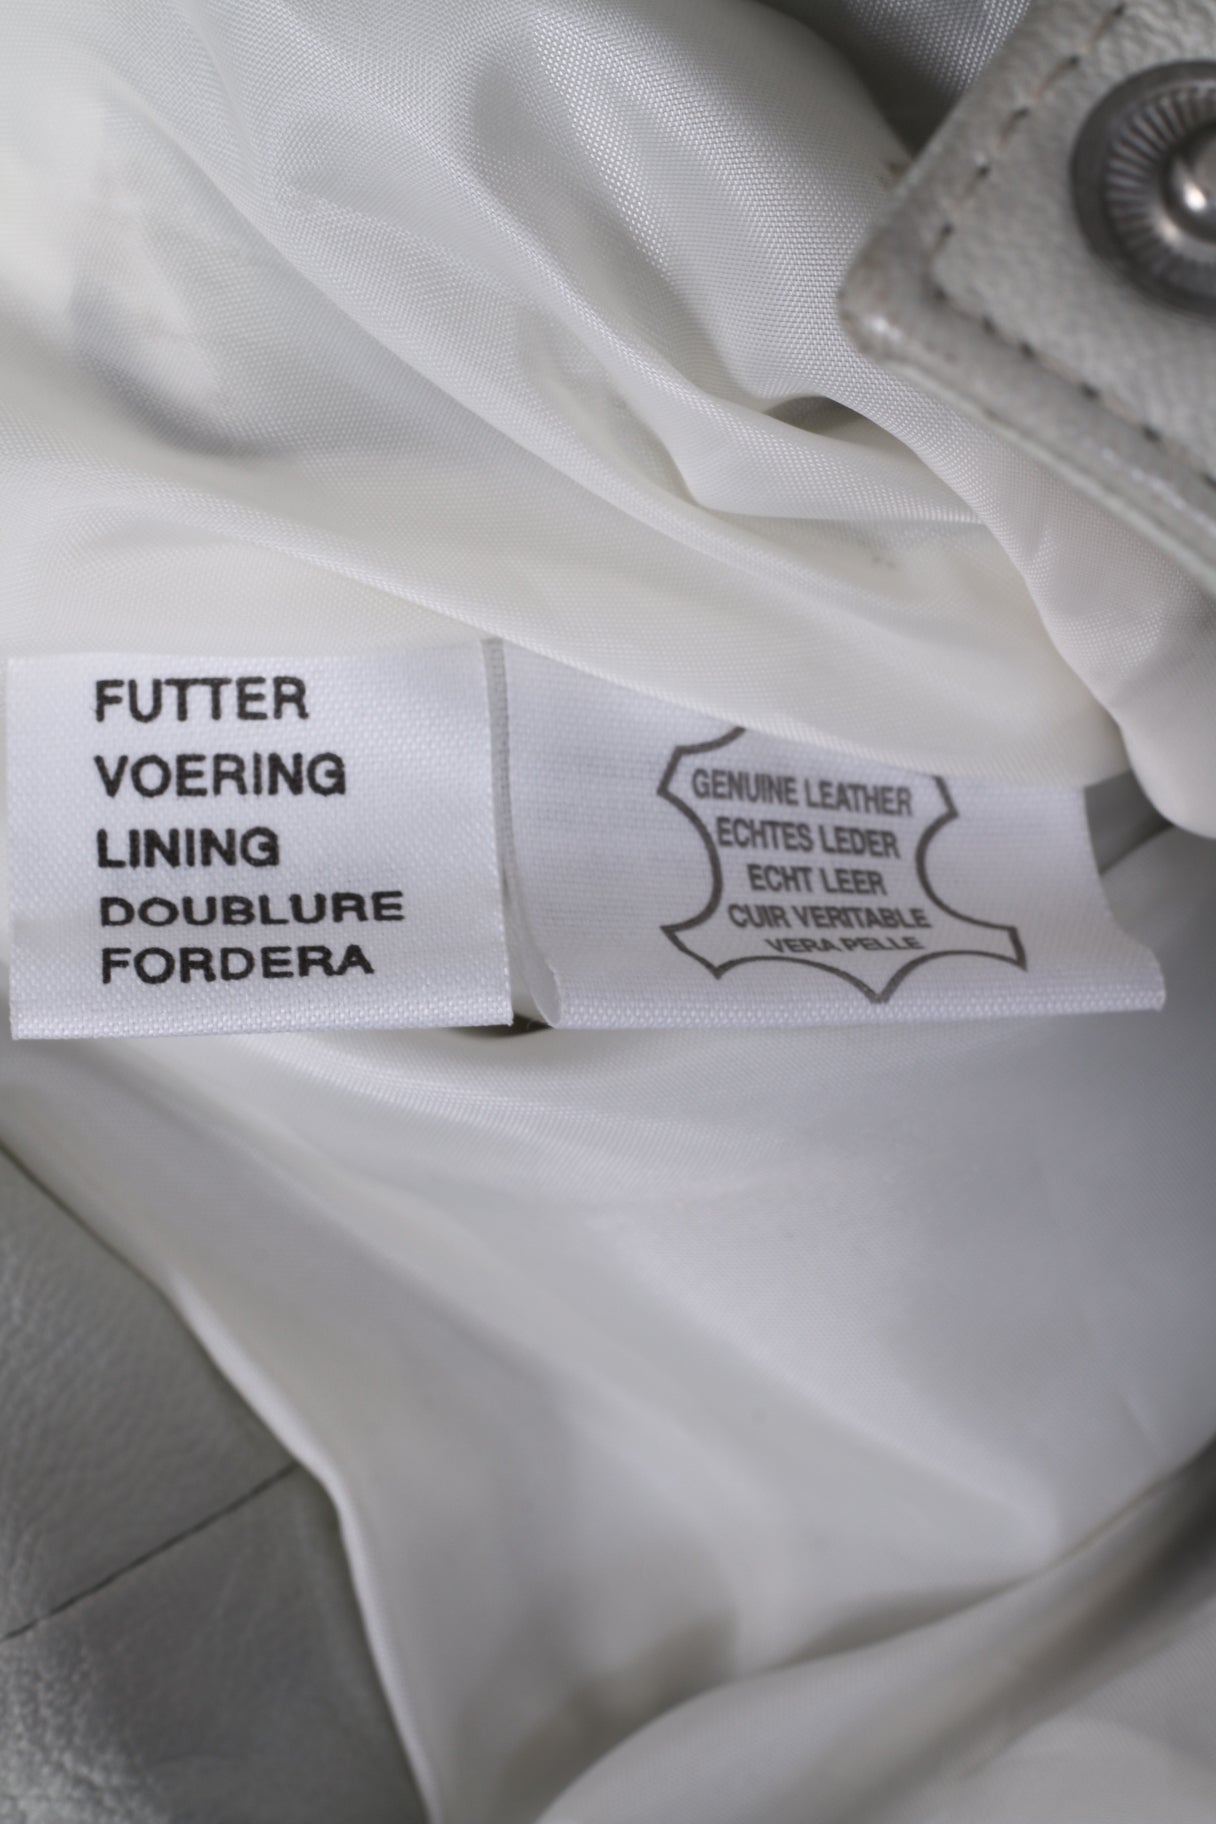 FUTTER
VOERING
LINING
DOUBLURE
FORDERA
GENUINE LEATHER
ECHTES LEDER
ECHT LEER
CUIR VERITABLE
VERA PELLE